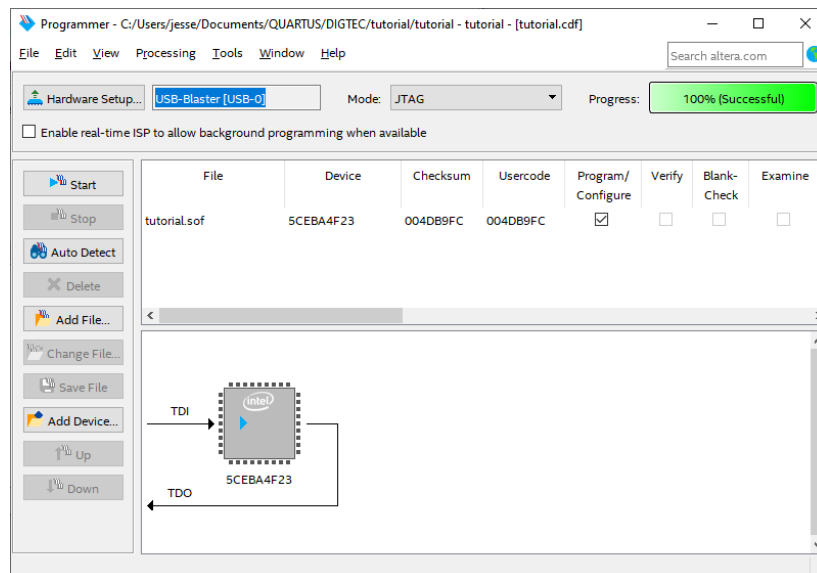 Programmer - C:/Users/jesse/Documents/QUARTUS/DIGTEC/tutorial/tutorial - tutorial - [tutorial.cdf]
File Edit View Processing Tools Window Help
Search altera.com
Hardware Setup... USB-Blaster [USB-0] Mode: JTAG Progress: 100% (Successful)
Enable real-time ISP to allow background programming when available
Start
Stop
Auto Detect
Delete
Add File...
Change File...
Save File
Add Device...
Up
Down
File Device Checksum Usercode Program/ Verify Blank- Examine
Configure Check
tutorial.sof 5CEBA4F23 004DB9FC 004DB9FC
intel
TDI
5CEBA4F23
TDO